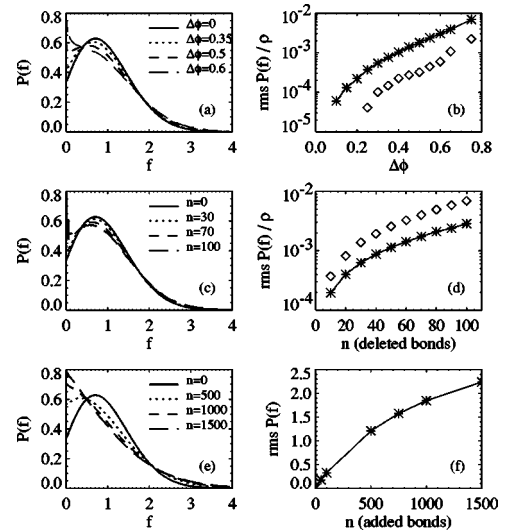 0.8
0.6
0.4
0.2
0.0
P(f)
Δϕ=0
Δϕ=0.35
Δϕ=0.5
Δϕ=0.6
(a)
0 1 2 3 4
f
10⁻²
10⁻³
10⁻⁴
10⁻⁵
rms P(f) / ρ
(b)
0.0 0.2 0.4 0.6 0.8
Δϕ
0.8
0.6
0.4
0.2
0.0
P(f)
n=0
n=30
n=70
n=100
(c)
0 1 2 3 4
f
10⁻²
10⁻³
10⁻⁴
rms P(f) / ρ
(d)
0 20 40 60 80 100
n (deleted bonds)
0.8
0.6
0.4
0.2
0.0
P(f)
n=0
n=500
n=1000
n=1500
(e)
0 1 2 3 4
f
2.5
2.0
1.5
1.0
0.5
0.0
rms P(f)
(f)
0 500 1000 1500
n (added bonds)